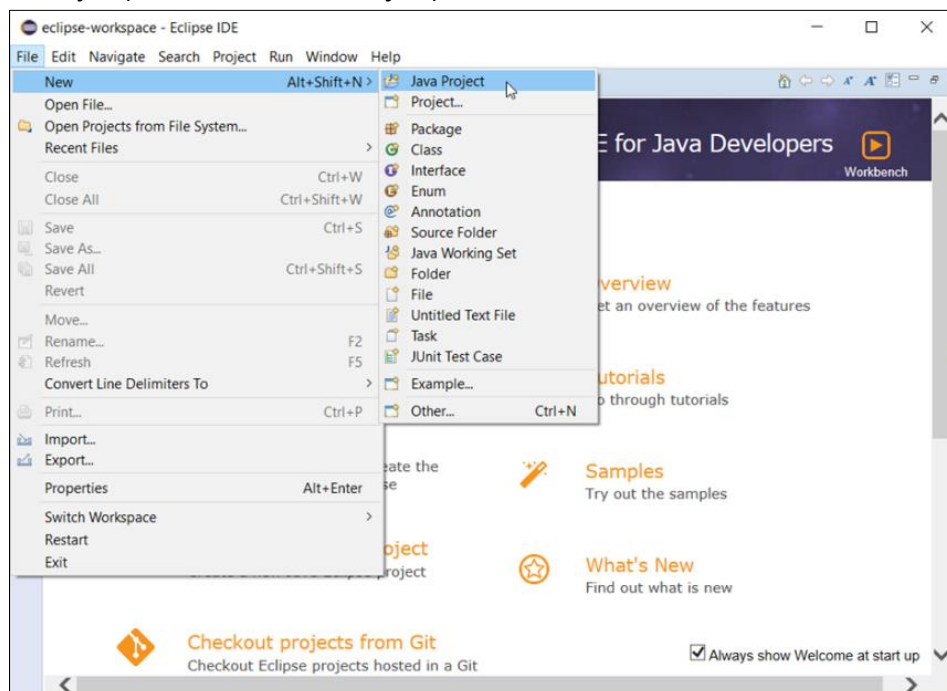 eclipse-workspace - Eclipse IDE
File Edit Navigate Search Project Run Window Help
New Alt+Shift+N >
Open File...
Open Projects from File System...
Recent Files >
Close Ctrl+W
Close All Ctrl+Shift+W
Save Ctrl+S
Save As...
Save All Ctrl+Shift+S
Revert
Move...
Rename... F2
Refresh F5
Convert Line Delimiters To >
Print... Ctrl+P
Import...
Export...
Properties Alt+Enter
Switch Workspace >
Restart
Exit
Java Project
Project...
Package
Class
Interface
Enum
Annotation
Source Folder
Java Working Set
Folder
File
Untitled Text File
Task
JUnit Test Case
Example...
Other... Ctrl+N
E for Java Developers
Workbench
verview
et an overview of the features
utorials
o through tutorials
eate the
se
Samples
Try out the samples
oject
project
What's New
Find out what is new
Checkout projects from Git
Checkout Eclipse projects hosted in a Git
Always show Welcome at start up